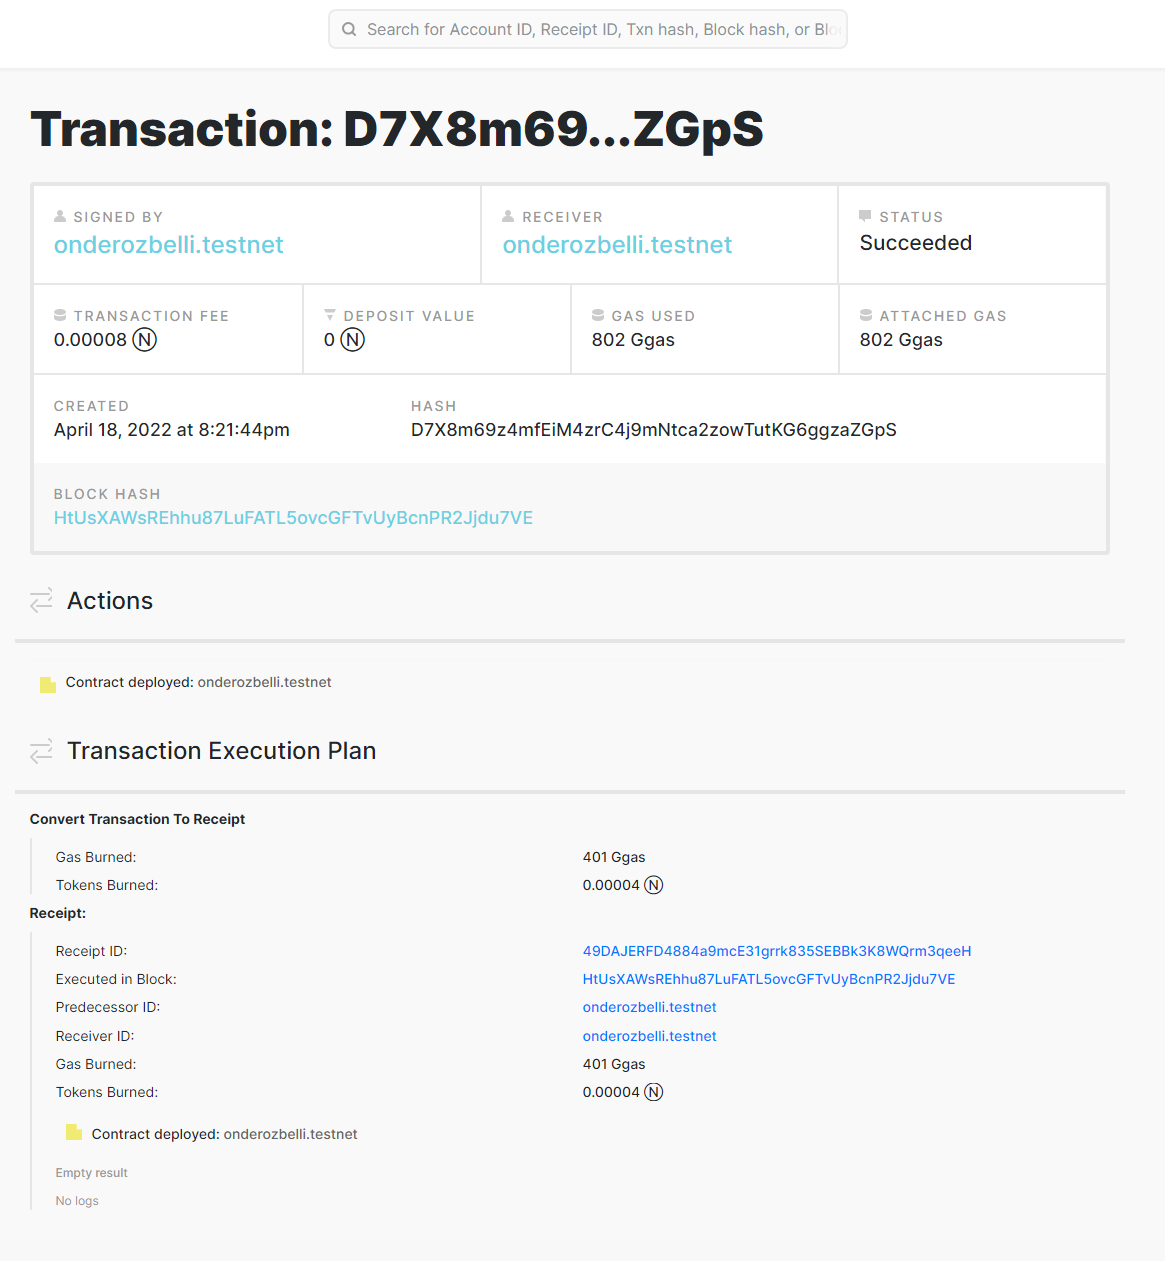 Search for Account ID, Receipt ID, Txn hash, Block hash, or Blo
Transaction: D7X8m69...ZGpS
SIGNED BY
onderozbelli.testnet
RECEIVER
onderozbelli.testnet
STATUS
Succeeded
TRANSACTION FEE
0.00008 Ⓝ
DEPOSIT VALUE
0 Ⓝ
GAS USED
802 Ggas
ATTACHED GAS
802 Ggas
CREATED
April 18, 2022 at 8:21:44pm
HASH
D7X8m69z4mfEiM4zrC4j9mNtca2zowTutKG6ggzaZGpS
BLOCK HASH
HtUsXAWsREhhu87LuFATL5ovcGFTvUyBcnPR2Jjdu7VE
Actions
Contract deployed: onderozbelli.testnet
Transaction Execution Plan
Convert Transaction To Receipt
Gas Burned: 401 Ggas
Tokens Burned: 0.00004 Ⓝ
Receipt:
Receipt ID: 49DAJERFD4884a9mcE31grrk835SEBBk3K8WQrm3qeeH
Executed in Block: HtUsXAWsREhhu87LuFATL5ovcGFTvUyBcnPR2Jjdu7VE
Predecessor ID: onderozbelli.testnet
Receiver ID: onderozbelli.testnet
Gas Burned: 401 Ggas
Tokens Burned: 0.00004 Ⓝ
Contract deployed: onderozbelli.testnet
Empty result
No logs